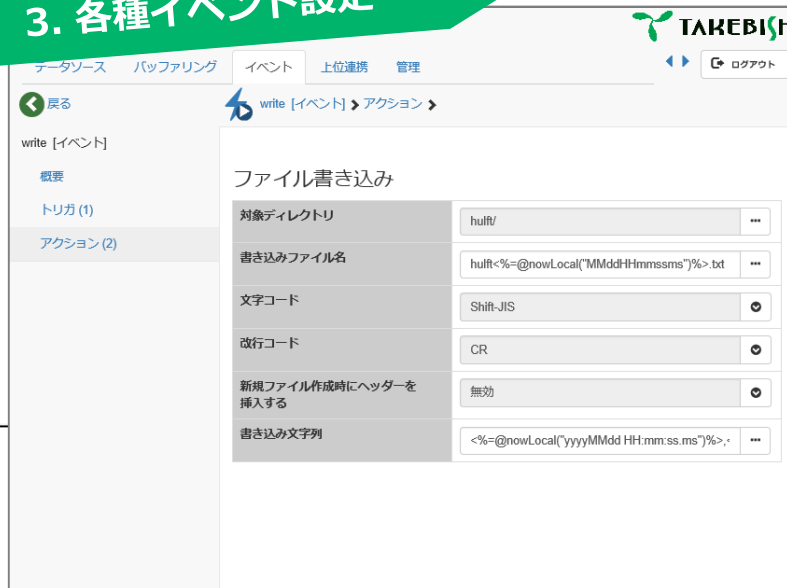 3. 各種イベント設定
TAKEBISH
データソース バッファリング イベント 上位連携 管理
ログアウト
戻る
write [イベント] アクション
write [イベント]
概要
トリガ (1)
アクション (2)
ファイル書き込み
対象ディレクトリ
hulft/
書き込みファイル名
hulft<%=@nowLocal("MMddHHmmssms")%>.txt
文字コード
Shift-JIS
改行コード
CR
新規ファイル作成時にヘッダーを
挿入する
無効
書き込み文字列
<%=@nowLocal("yyyyMMdd HH:mm:ss.ms")%>,<